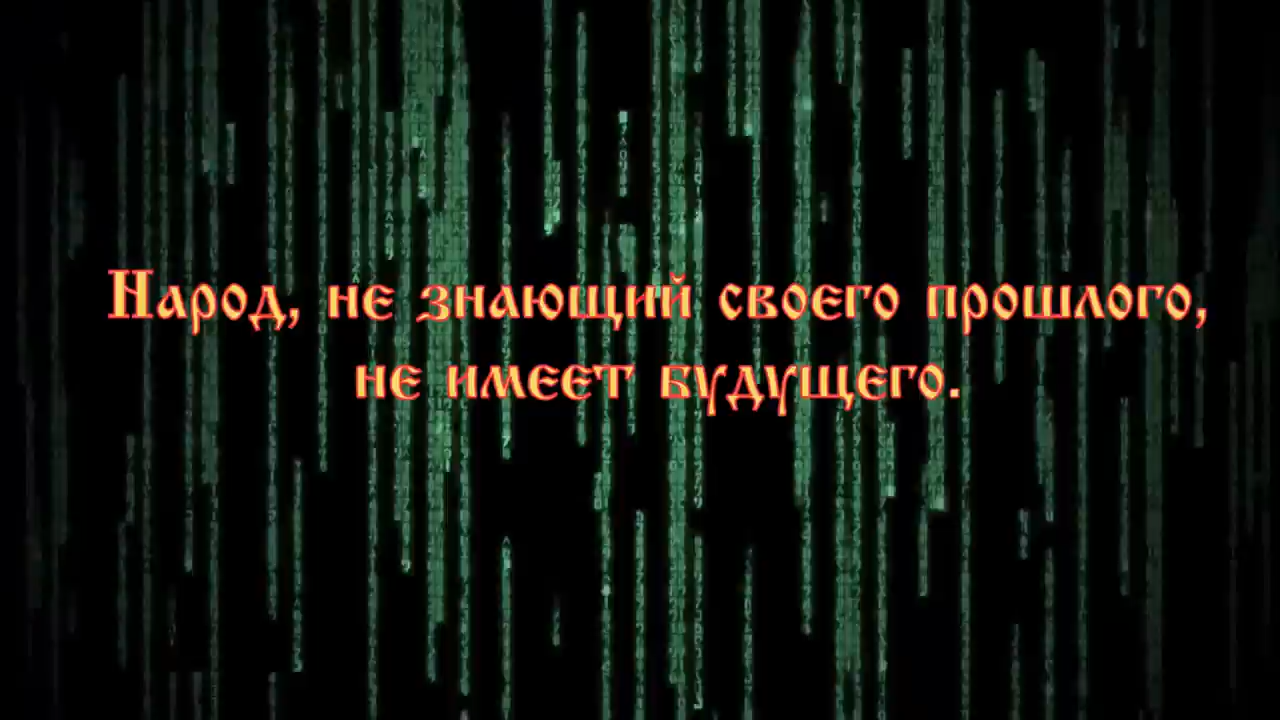 Народ, не знающий своего прошлого,
не имеет будущего.